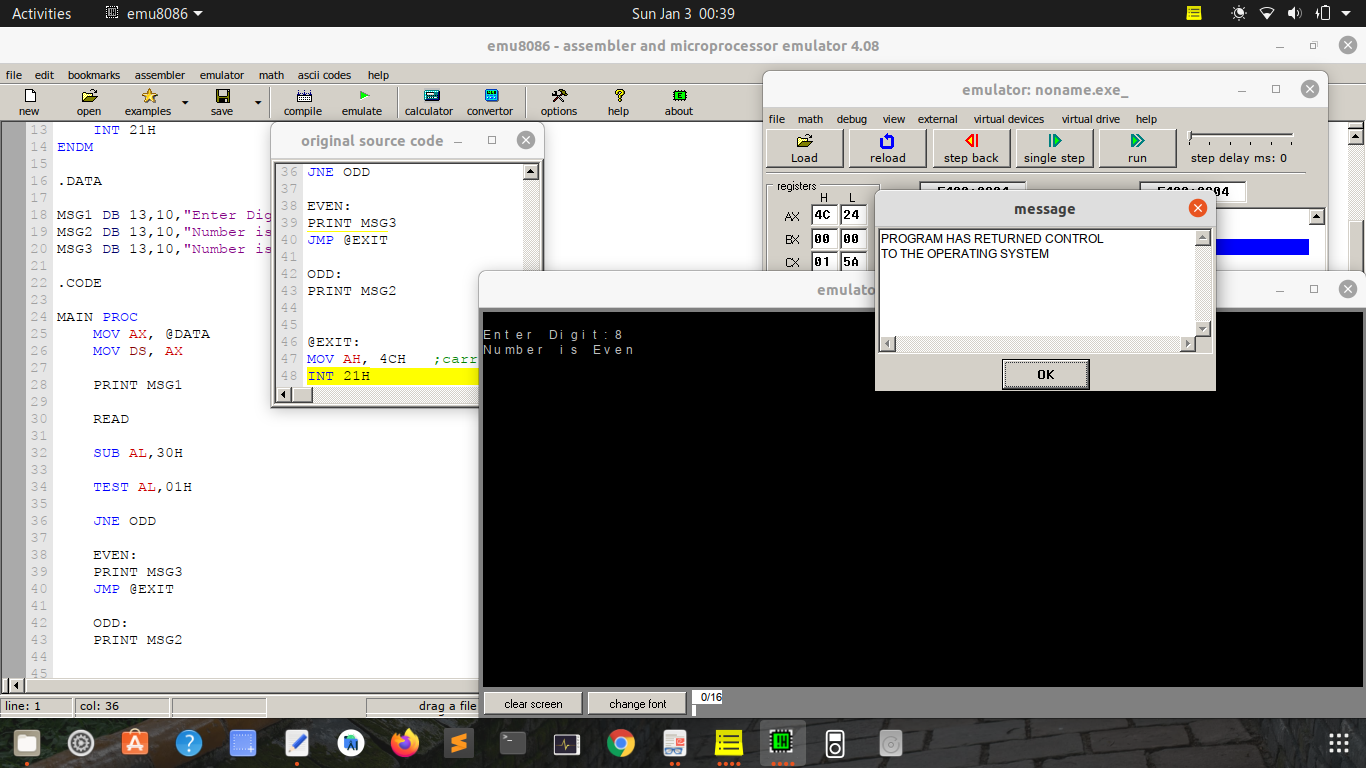 Activities
emu8086
Sun Jan 3 00:39
emu8086 - assembler and microprocessor emulator 4.08
file edit bookmarks assembler emulator math ascii codes help
new open examples save compile emulate calculator convertor options help about
13 INT 21H
14 ENDM
15
16 .DATA
17
18 MSG1 DB 13,10,"Enter Dig
19 MSG2 DB 13,10,"Number is
20 MSG3 DB 13,10,"Number is
21
22 .CODE
23
24 MAIN PROC
25 MOV AX, @DATA
26 MOV DS, AX
27
28 PRINT MSG1
29
30 READ
31
32 SUB AL,30H
33
34 TEST AL,01H
35
36 JNE ODD
37
38 EVEN:
39 PRINT MSG3
40 JMP @EXIT
41
42 ODD:
43 PRINT MSG2
44
45
line: 1
col: 36
drag a file
original source code
36 JNE ODD
37
38 EVEN:
39 PRINT MSG3
40 JMP @EXIT
41
42 ODD:
43 PRINT MSG2
44
45
46 @EXIT:
47 MOV AH, 4CH ;carr
48 INT 21H
emulator: noname.exe_
file math debug view external virtual devices virtual drive help
Load reload step back single step run step delay ms: 0
registers
H L
AX 4C 24
BX 00 00
CX 01 5A
message
PROGRAM HAS RETURNED CONTROL
TO THE OPERATING SYSTEM
OK
emulato
Enter Digit:8
Number is Even
clear screen change font 0/16